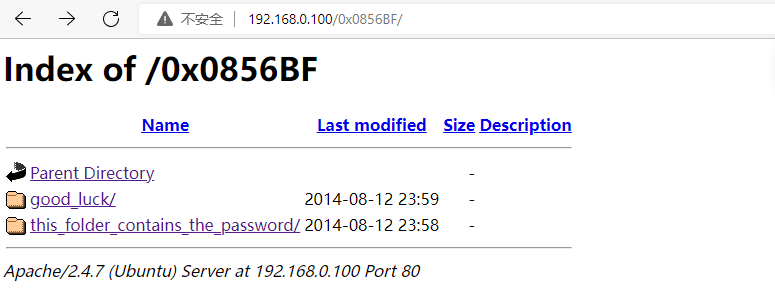 不安全 192.168.0.100/0x0856BF/
Index of /0x0856BF
Name Last modified Size Description
Parent Directory -
good_luck/ 2014-08-12 23:59 -
this_folder_contains_the_password/ 2014-08-12 23:58 -
Apache/2.4.7 (Ubuntu) Server at 192.168.0.100 Port 80